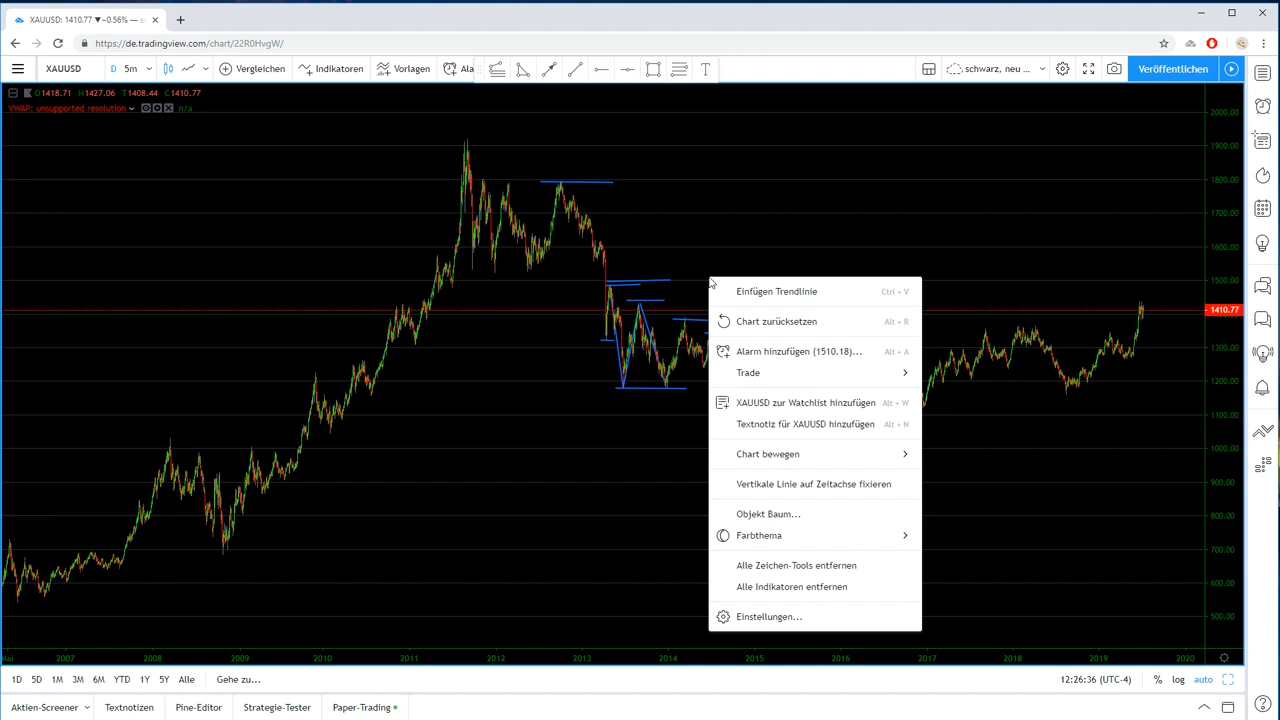 XAUUSD: 1410.77 ▼−0.56% — s
https://de.tradingview.com/chart/22R0HvgW/
XAUUSD D 5m Vergleichen Indikatoren Vorlagen Ala schwarz, neu ... Veröffentlichen
O1418.71 H1427.06 L1408.44 C1410.77
VWAP: unsupported resolution n/a
2000.00
1900.00
1800.00
1700.00
1600.00
1500.00
1410.77
1300.00
1200.00
1100.00
1000.00
900.00
800.00
700.00
600.00
500.00
Einfügen Trendlinie Ctrl + V
Chart zurücksetzen Alt + R
Alarm hinzufügen (1510.18)... Alt + A
Trade
XAUUSD zur Watchlist hinzufügen Alt + W
Textnotiz für XAUUSD hinzufügen Alt + N
Chart bewegen
Vertikale Linie auf Zeitachse fixieren
Objekt Baum...
Farbthema
Alle Zeichen-Tools entfernen
Alle Indikatoren entfernen
Einstellungen...
Mai 2007 2008 2009 2010 2011 2012 2013 2014 2015 2016 2017 2018 2019 2020
1D 5D 1M 3M 6M YTD 1Y 5Y Alle Gehe zu... 12:26:36 (UTC-4) % log auto
Aktien-Screener Textnotizen Pine-Editor Strategie-Tester Paper-Trading